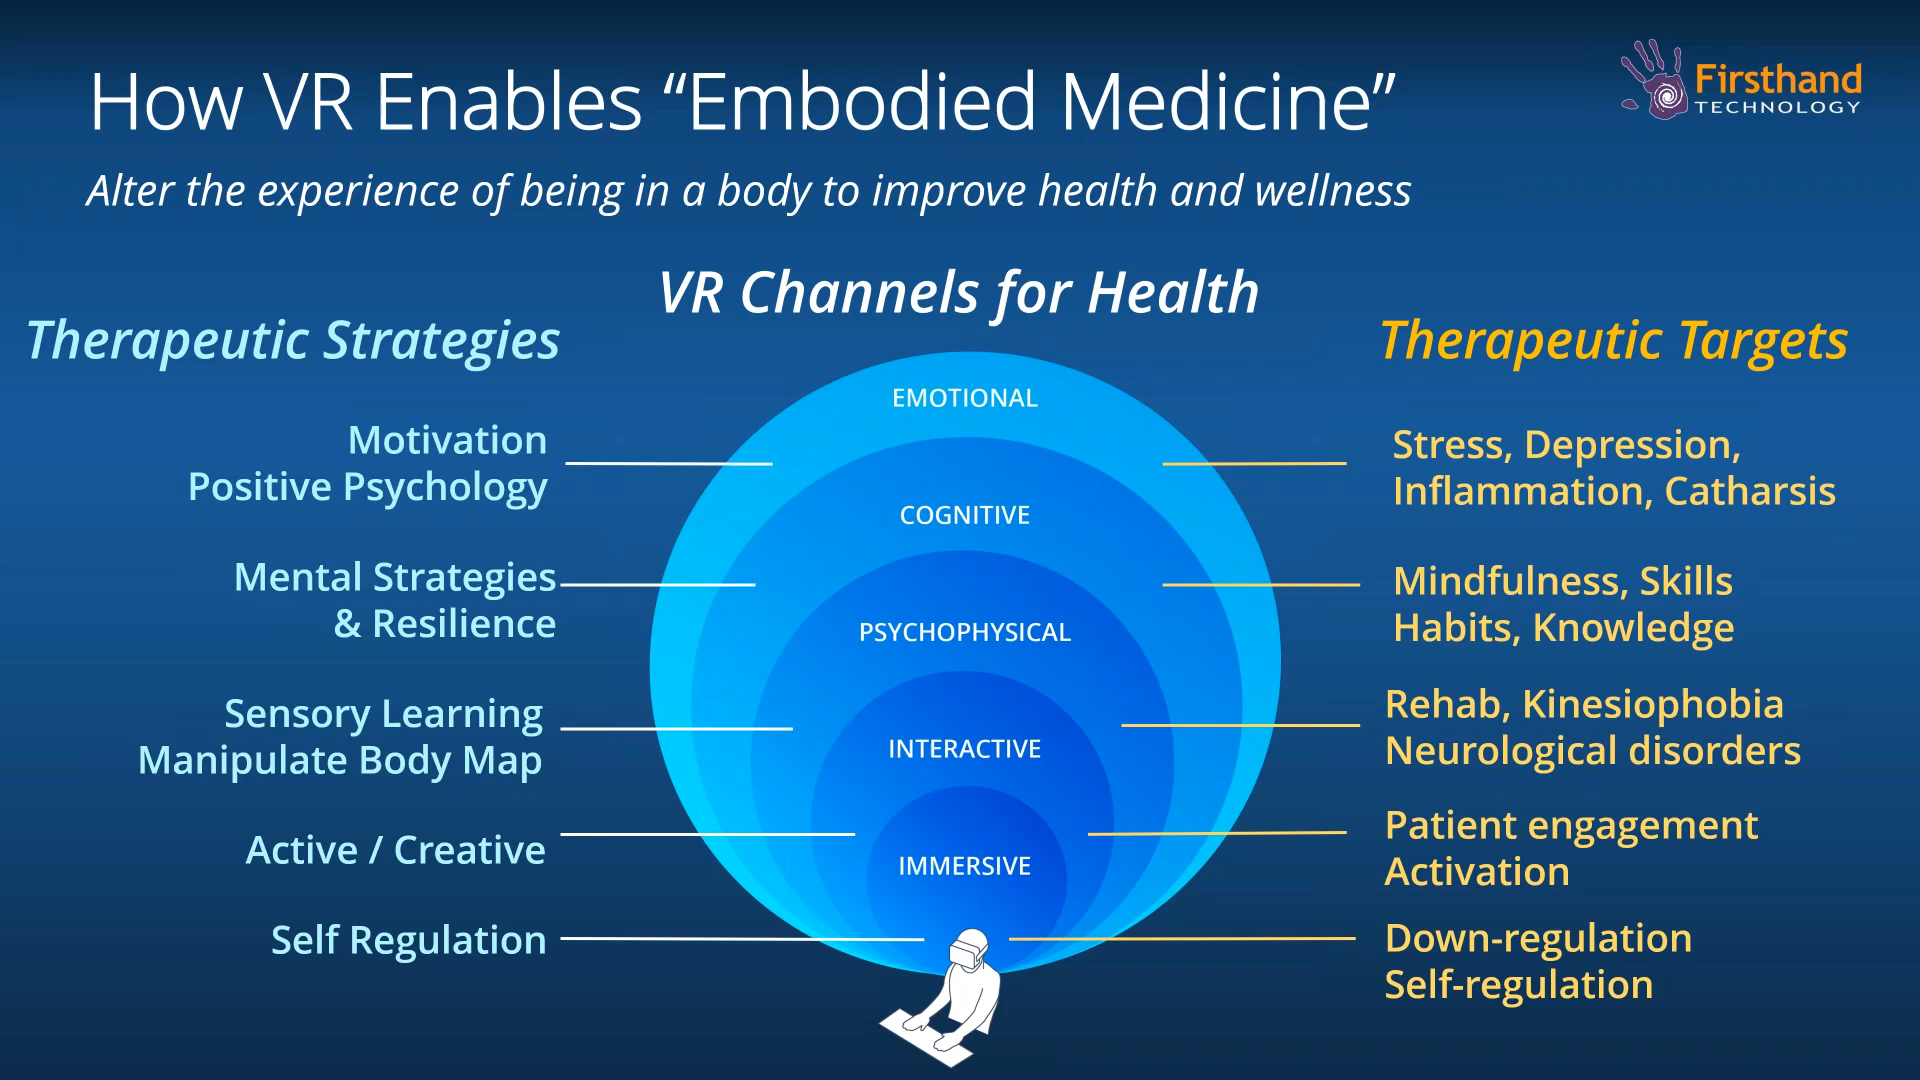 How VR Enables “Embodied Medicine”
Firsthand
TECHNOLOGY
Alter the experience of being in a body to improve health and wellness
VR Channels for Health
Therapeutic Strategies
Motivation
Positive Psychology
Mental Strategies
& Resilience
Sensory Learning
Manipulate Body Map
Active / Creative
Self Regulation
EMOTIONAL
COGNITIVE
PSYCHOPHYSICAL
INTERACTIVE
IMMERSIVE
Therapeutic Targets
Stress, Depression,
Inflammation, Catharsis
Mindfulness, Skills
Habits, Knowledge
Rehab, Kinesiophobia
Neurological disorders
Patient engagement
Activation
Down-regulation
Self-regulation